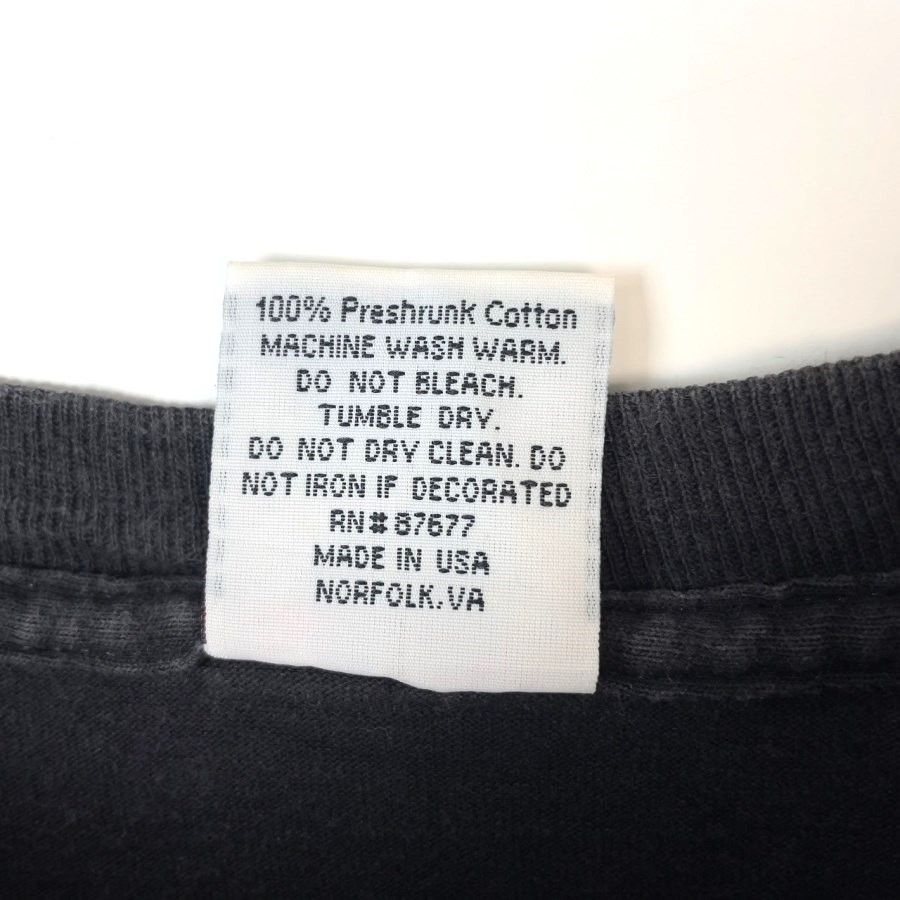 100% Preshrunk Cotton
MACHINE WASH WARM.
DO NOT BLEACH.
TUMBLE DRY.
DO NOT DRY CLEAN. DO
NOT IRON IF DECORATED
RN# 87677
MADE IN USA
NORFOLK.VA